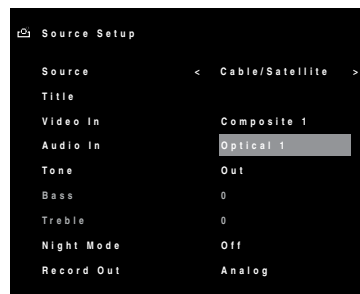 Source Setup
Source < Cable/Satellite >
Title
Video In Composite 1
Audio In Optical 1
Tone Out
Bass 0
Treble 0
Night Mode Off
Record Out Analog